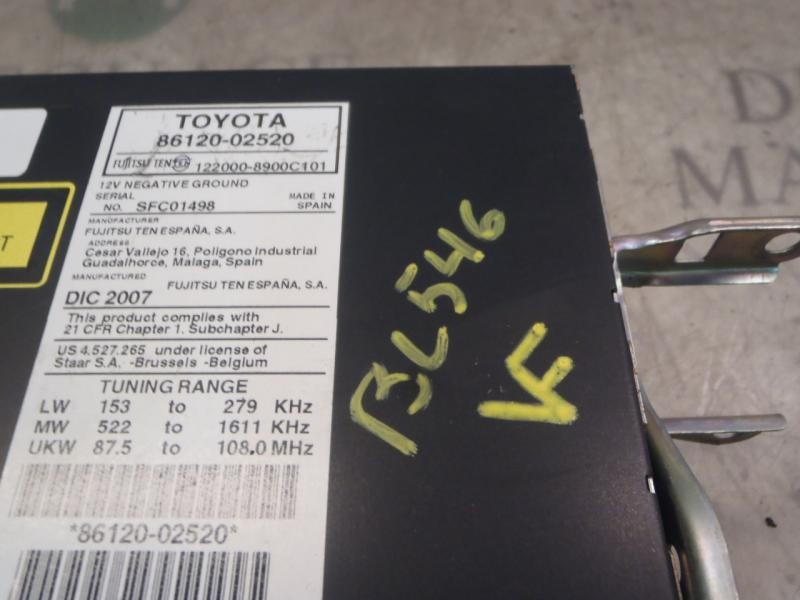 TOYOTA
86120-02520
FUJITSU TEN 122000-8900C101
12V NEGATIVE GROUND
SERIAL NO. SFC01498 MADE IN SPAIN
MANUFACTURER
FUJITSU TEN ESPAÑA, S.A.
ADDRESS
Cesar Vallejo 16, Poligono Industrial
Guadalhorce, Malaga, Spain
MANUFACTURED FUJITSU TEN ESPAÑA, S.A.
DIC 2007
This product complies with
21 CFR Chapter 1. Subchapter J.
US 4.527.265 under license of
Staar S.A. -Brussels -Belgium
TUNING RANGE
LW 153 to 279 KHz
MW 522 to 1611 KHz
UKW 87.5 to 108.0 MHz
*86120-02520*
BL546
T